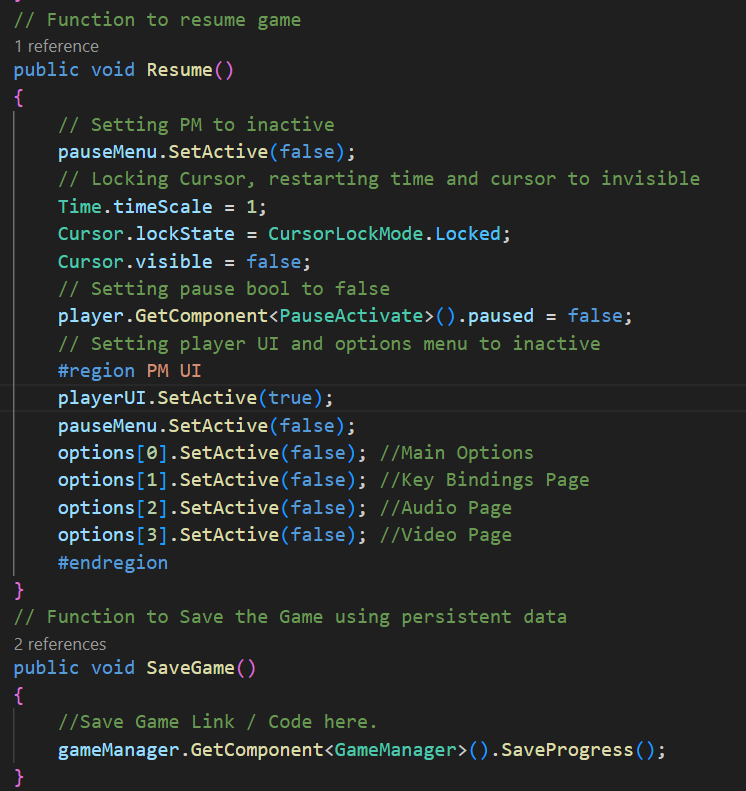 // Function to resume game
1 reference
public void Resume()
{
// Setting PM to inactive
pauseMenu.SetActive(false);
// Locking Cursor, restarting time and cursor to invisible
Time.timeScale = 1;
Cursor.lockState = CursorLockMode.Locked;
Cursor.visible = false;
// Setting pause bool to false
player.GetComponent<PauseActivate>().paused = false;
// Setting player UI and options menu to inactive
#region PM UI
playerUI.SetActive(true);
pauseMenu.SetActive(false);
options[0].SetActive(false); //Main Options
options[1].SetActive(false); //Key Bindings Page
options[2].SetActive(false); //Audio Page
options[3].SetActive(false); //Video Page
#endregion
}
// Function to Save the Game using persistent data
2 references
public void SaveGame()
{
//Save Game Link / Code here.
gameManager.GetComponent<GameManager>().SaveProgress();
}